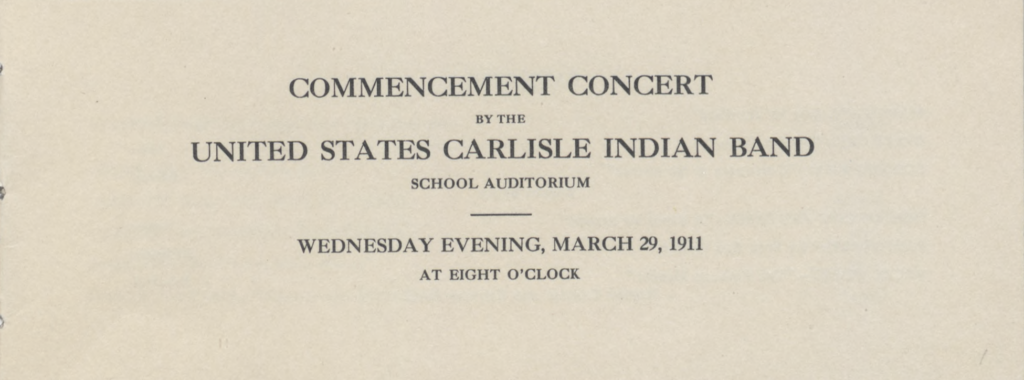 COMMENCEMENT CONCERT
BY THE
UNITED STATES CARLISLE INDIAN BAND
SCHOOL AUDITORIUM
WEDNESDAY EVENING, MARCH 29, 1911
AT EIGHT O'CLOCK